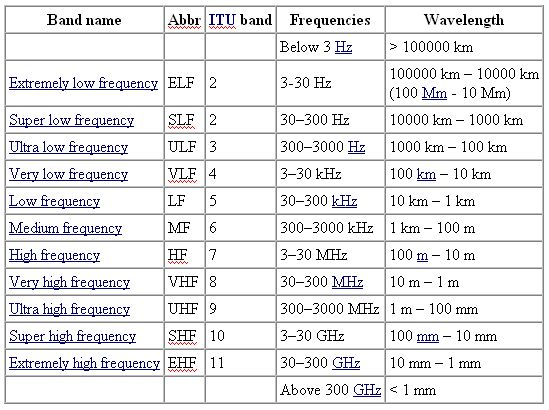 Band name Abbr ITU band Frequencies Wavelength
Below 3 Hz > 100000 km
Extremely low frequency ELF 2 3-30 Hz 100000 km – 10000 km
(100 Mm - 10 Mm)
Super low frequency SLF 2 30–300 Hz 10000 km – 1000 km
Ultra low frequency ULF 3 300–3000 Hz 1000 km – 100 km
Very low frequency VLF 4 3–30 kHz 100 km – 10 km
Low frequency LF 5 30–300 kHz 10 km – 1 km
Medium frequency MF 6 300–3000 kHz 1 km – 100 m
High frequency HF 7 3–30 MHz 100 m – 10 m
Very high frequency VHF 8 30–300 MHz 10 m – 1 m
Ultra high frequency UHF 9 300–3000 MHz 1 m – 100 mm
Super high frequency SHF 10 3–30 GHz 100 mm – 10 mm
Extremely high frequency EHF 11 30–300 GHz 10 mm – 1 mm
Above 300 GHz < 1 mm